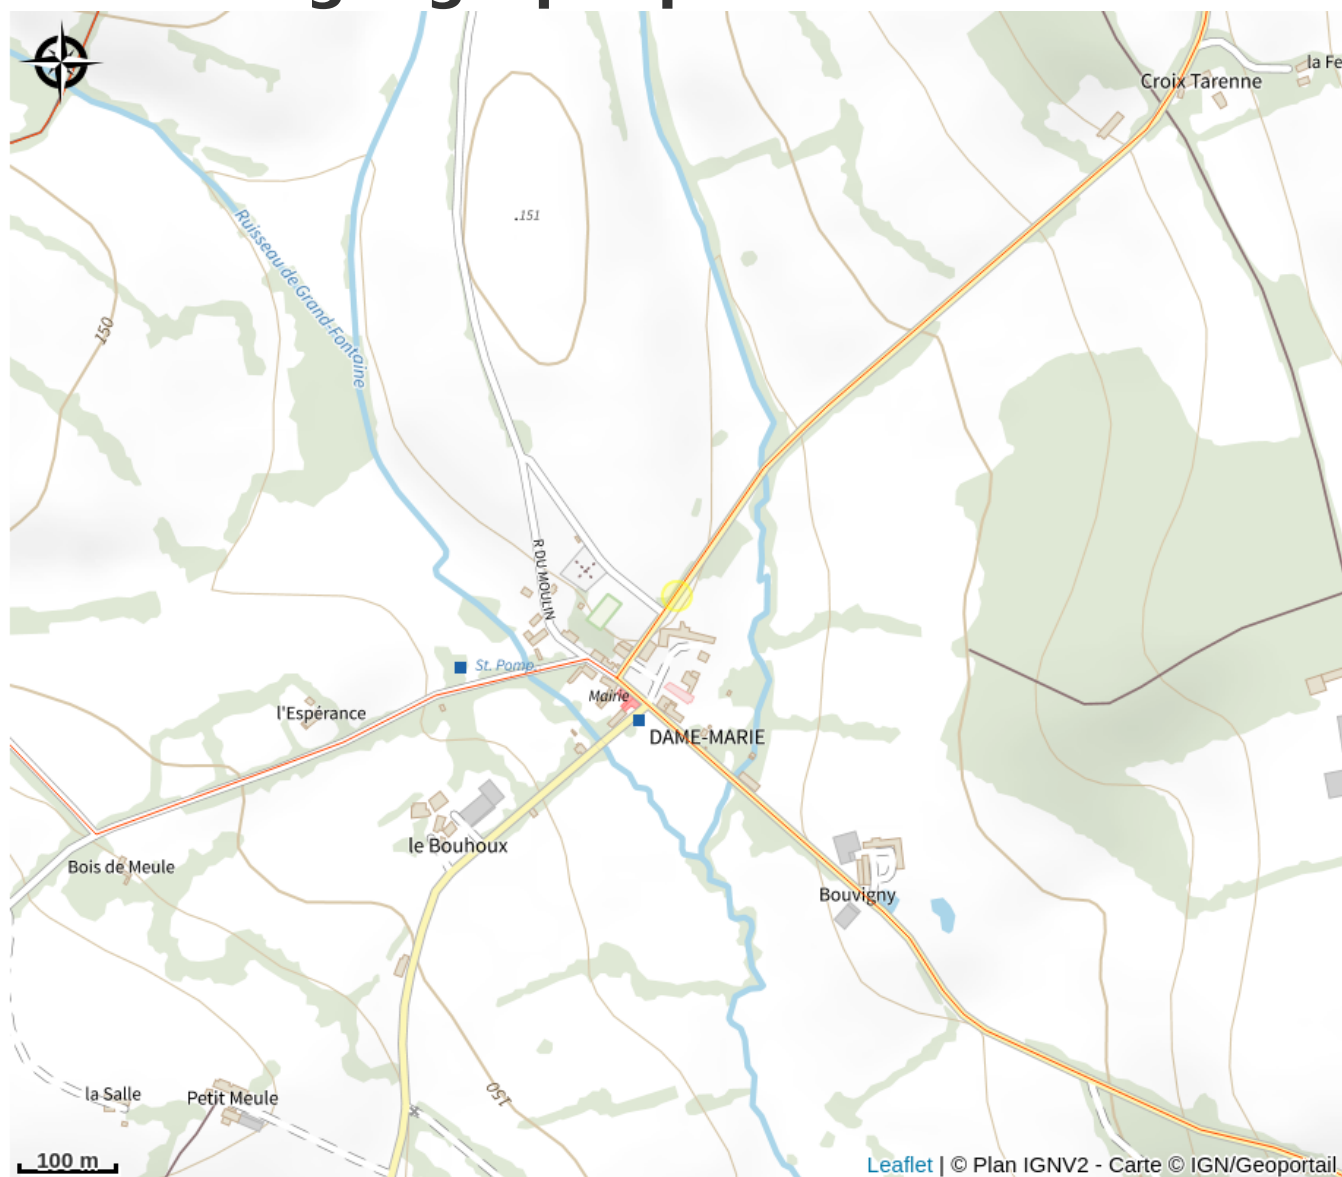 Croix Tarenne
la Fe
151
Ruisseau de Grand-Fontaine
150
R DU MOULIN
St. Pomp.
Mairie
l'Espérance
DAME-MARIE
le Bouhoux
Bois de Meule
Bouvigny
la Salle
Petit Meule
150
100 m
Leaflet | © Plan IGNV2 - Carte © IGN/Geoportail